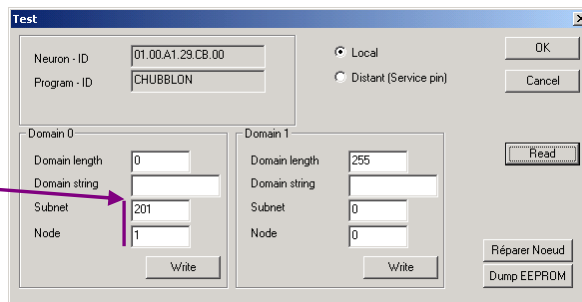 Test
Neuron - ID 01.00.A1.29.CB.00
Program - ID CHUBBLON
Local
Distant (Service pin)
OK
Cancel
Read
Domain 0
Domain length 0
Domain string
Subnet 201
Node 1
Write
Domain 1
Domain length 255
Domain string
Subnet 0
Node 0
Write
Réparer Noeud
Dump EEPROM